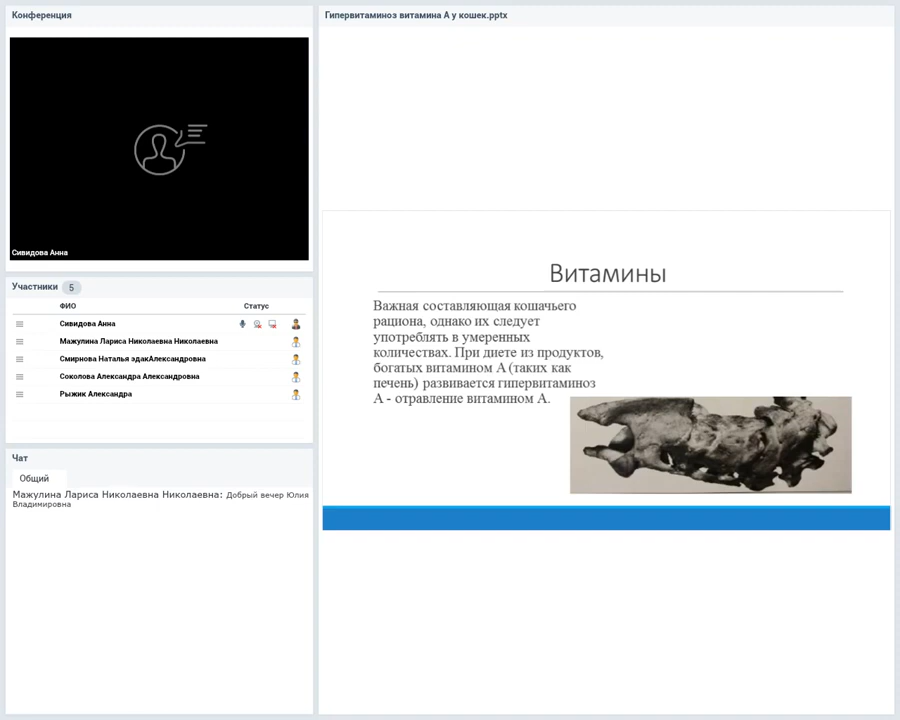 Конференция
Сивидова Анна
Участники 5
ФИО Статус
Сивидова Анна
Мажулина Лариса Николаевна Николаевна
Смирнова Наталья эдакАлександровна
Соколова Александра Александровна
Рыжик Александра
Чат
Общий
Мажулина Лариса Николаевна Николаевна: Добрый вечер Юлия
Владимировна
Гипервитаминоз витамина А у кошек.pptx
Витамины
Важная составляющая кошачьего
рациона, однако их следует
употреблять в умеренных
количествах. При диете из продуктов,
богатых витамином А (таких как
печень) развивается гипервитаминоз
А - отравление витамином А.